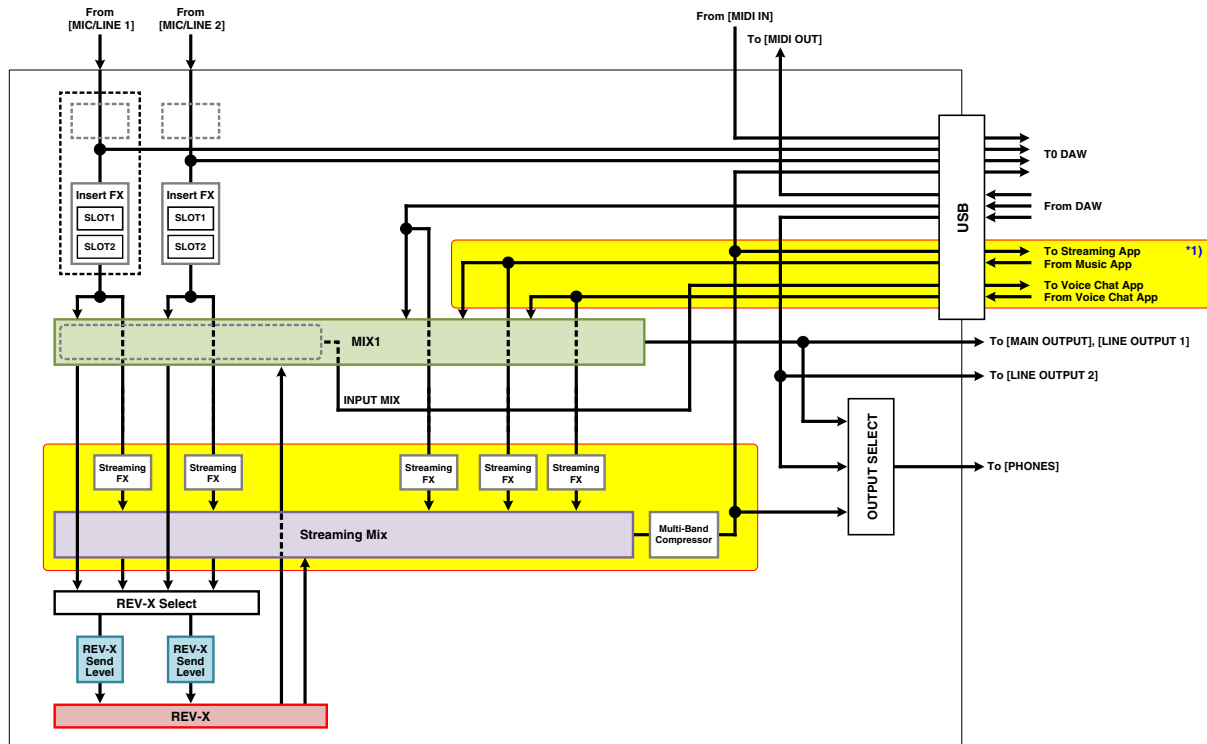 From
[MIC/LINE 1]
From
[MIC/LINE 2]
From [MIDI IN]
To [MIDI OUT]
T0 DAW
From DAW
USB
To Streaming App
*1)
From Music App
To Voice Chat App
From Voice Chat App
Insert FX
SLOT1
SLOT2
Insert FX
SLOT1
SLOT2
MIX1
To [MAIN OUTPUT], [LINE OUTPUT 1]
To [LINE OUTPUT 2]
INPUT MIX
OUTPUT SELECT
To [PHONES]
Streaming
FX
Streaming
FX
Streaming
FX
Streaming
FX
Streaming
FX
Streaming Mix
Multi-Band
Compressor
REV-X Select
REV-X
Send
Level
REV-X
Send
Level
REV-X